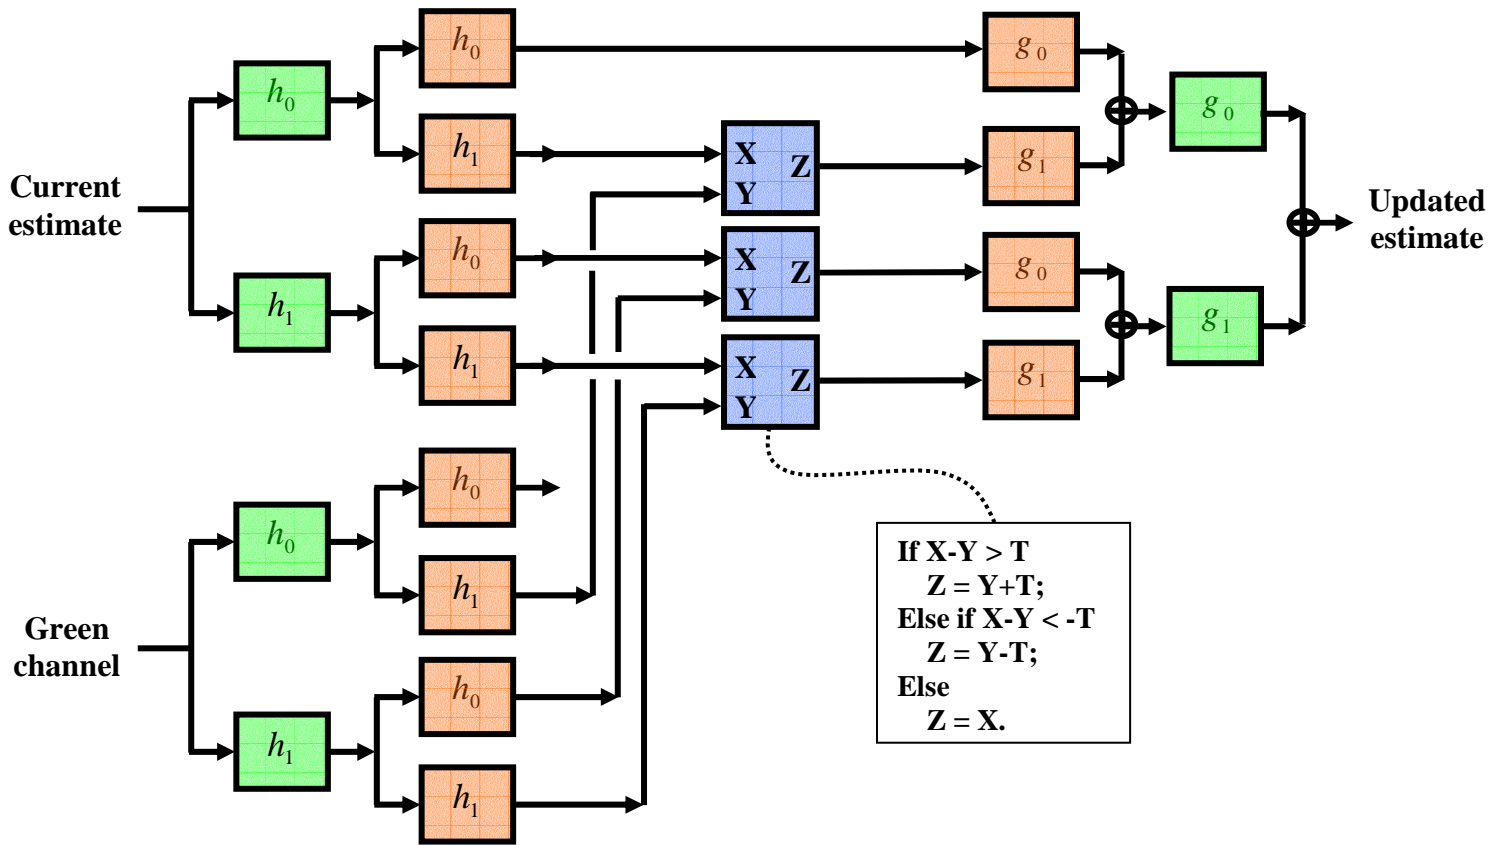 h0
g0
h0
g0
h1
X
Z
Y
g1
Current
estimate
Updated
estimate
h0
X
Z
Y
g0
h1
g1
h1
X
Z
Y
g1
h0
h0
If X-Y > T
Z = Y+T;
Else if X-Y < -T
Z = Y-T;
Else
Z = X.
h1
Green
channel
h0
h1
h1